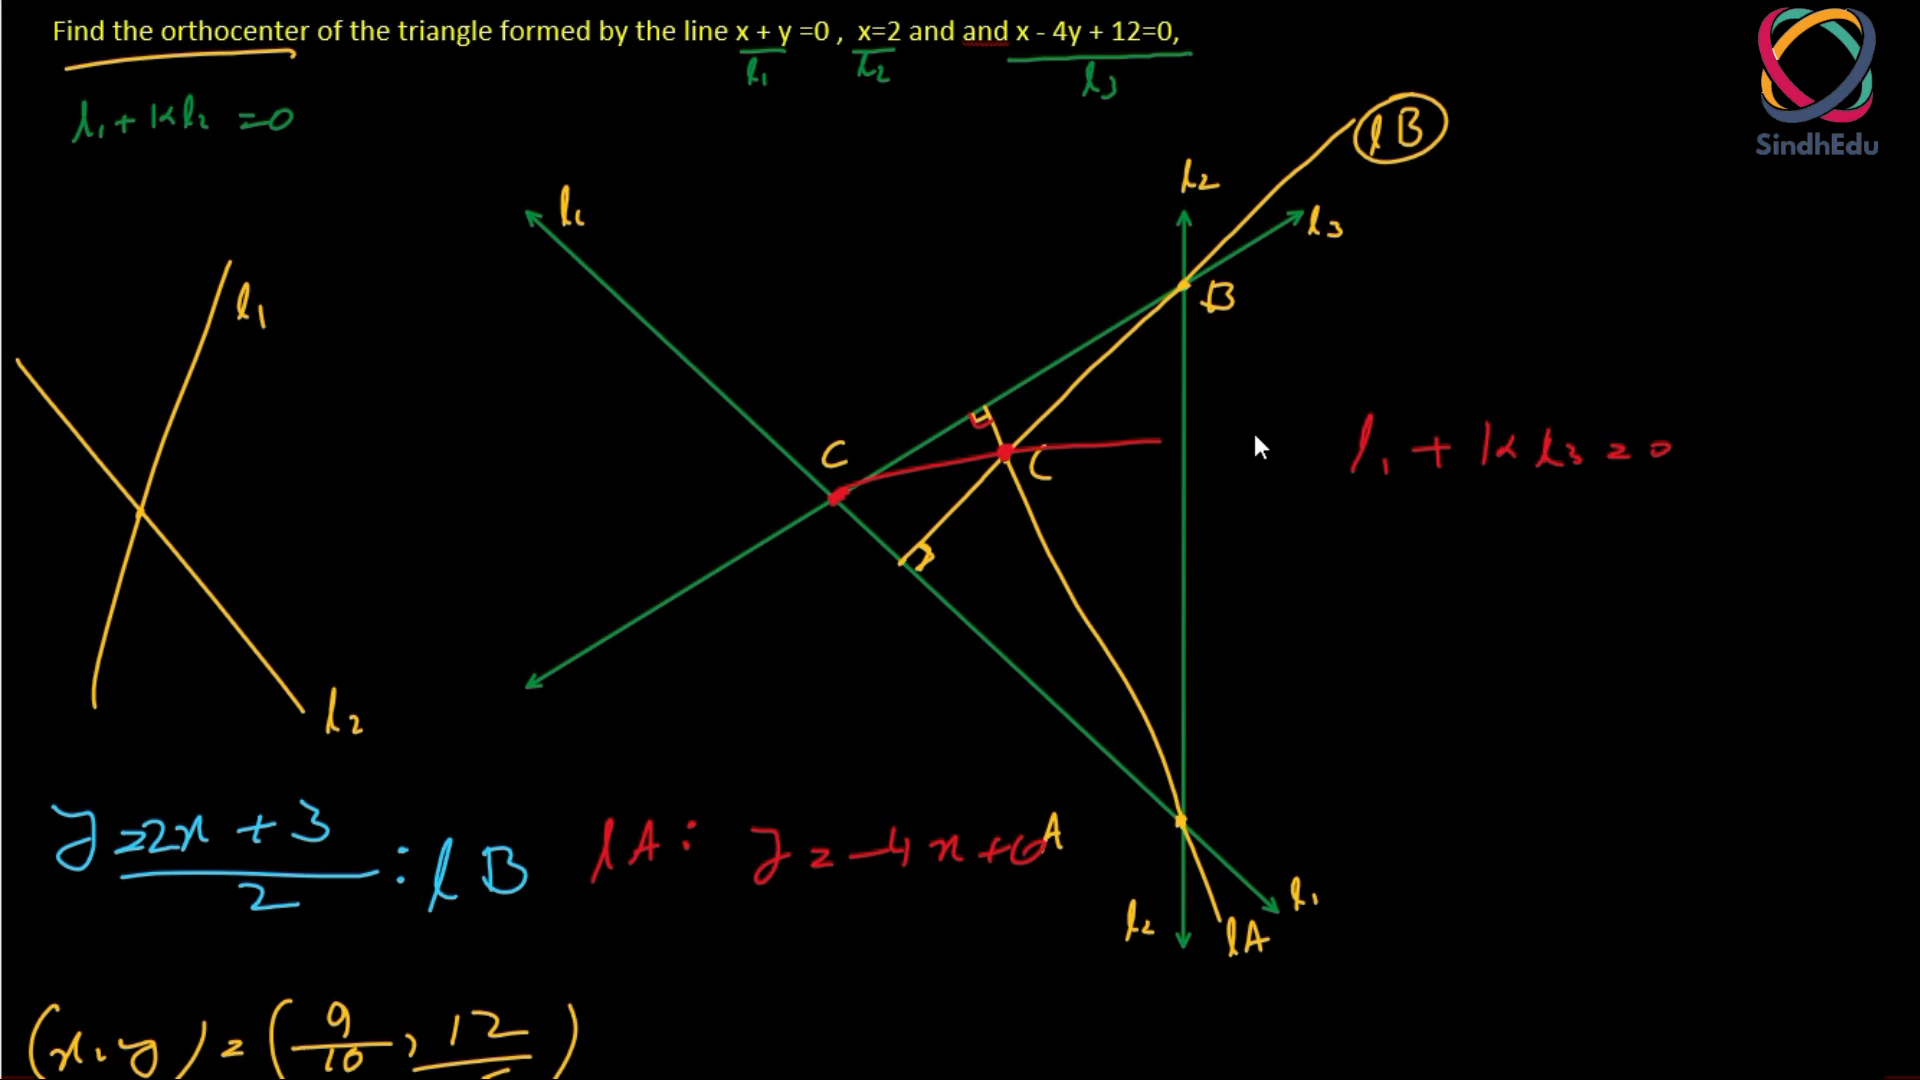 Find the orthocenter of the triangle formed by the line x + y =0 , x=2 and and x - 4y + 12=0,
l1 l2 l3
l1 + kl2 = 0
SindhEdu
lB
l2
l1
l3
l1
B
C
C
l1 + k l3 = 0
l2
y = 2x + 3
2
: lB
lA : y = -4x + 6
A
l1
l2
lA
(x, y) = ( 9/10 , 12